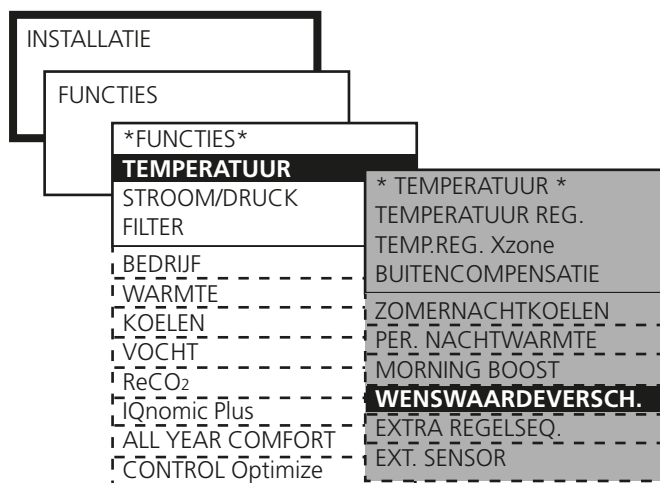 INSTALLATIE
FUNCTIES
*FUNCTIES*
TEMPERATUUR
STROOM/DRUCK
FILTER
BEDRIJF
WARMTE
KOELEN
VOCHT
ReCO₂
IQnomic Plus
ALL YEAR COMFORT
CONTROL Optimize
* TEMPERATUUR *
TEMPERATUUR REG.
TEMP.REG. Xzone
BUITENCOMPENSATIE
ZOMERNACHTKOELEN
PER. NACHTWARMTE
MORNING BOOST
WENSWAARDEVERSCH.
EXTRA REGELSEQ.
EXT. SENSOR